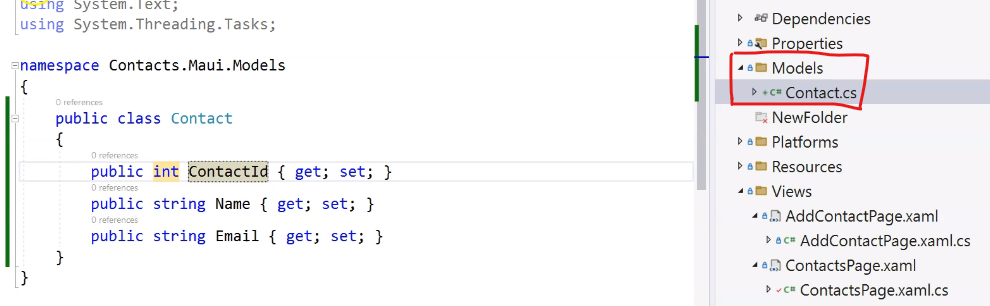 using System.Text;
using System.Threading.Tasks;
namespace Contacts.Maui.Models
{
0 references
public class Contact
{
0 references
public int ContactId { get; set; }
0 references
public string Name { get; set; }
0 references
public string Email { get; set; }
}
}
Dependencies
Properties
Models
C# Contact.cs
NewFolder
Platforms
Resources
Views
AddContactPage.xaml
C# AddContactPage.xaml.cs
ContactsPage.xaml
C# ContactsPage.xaml.cs